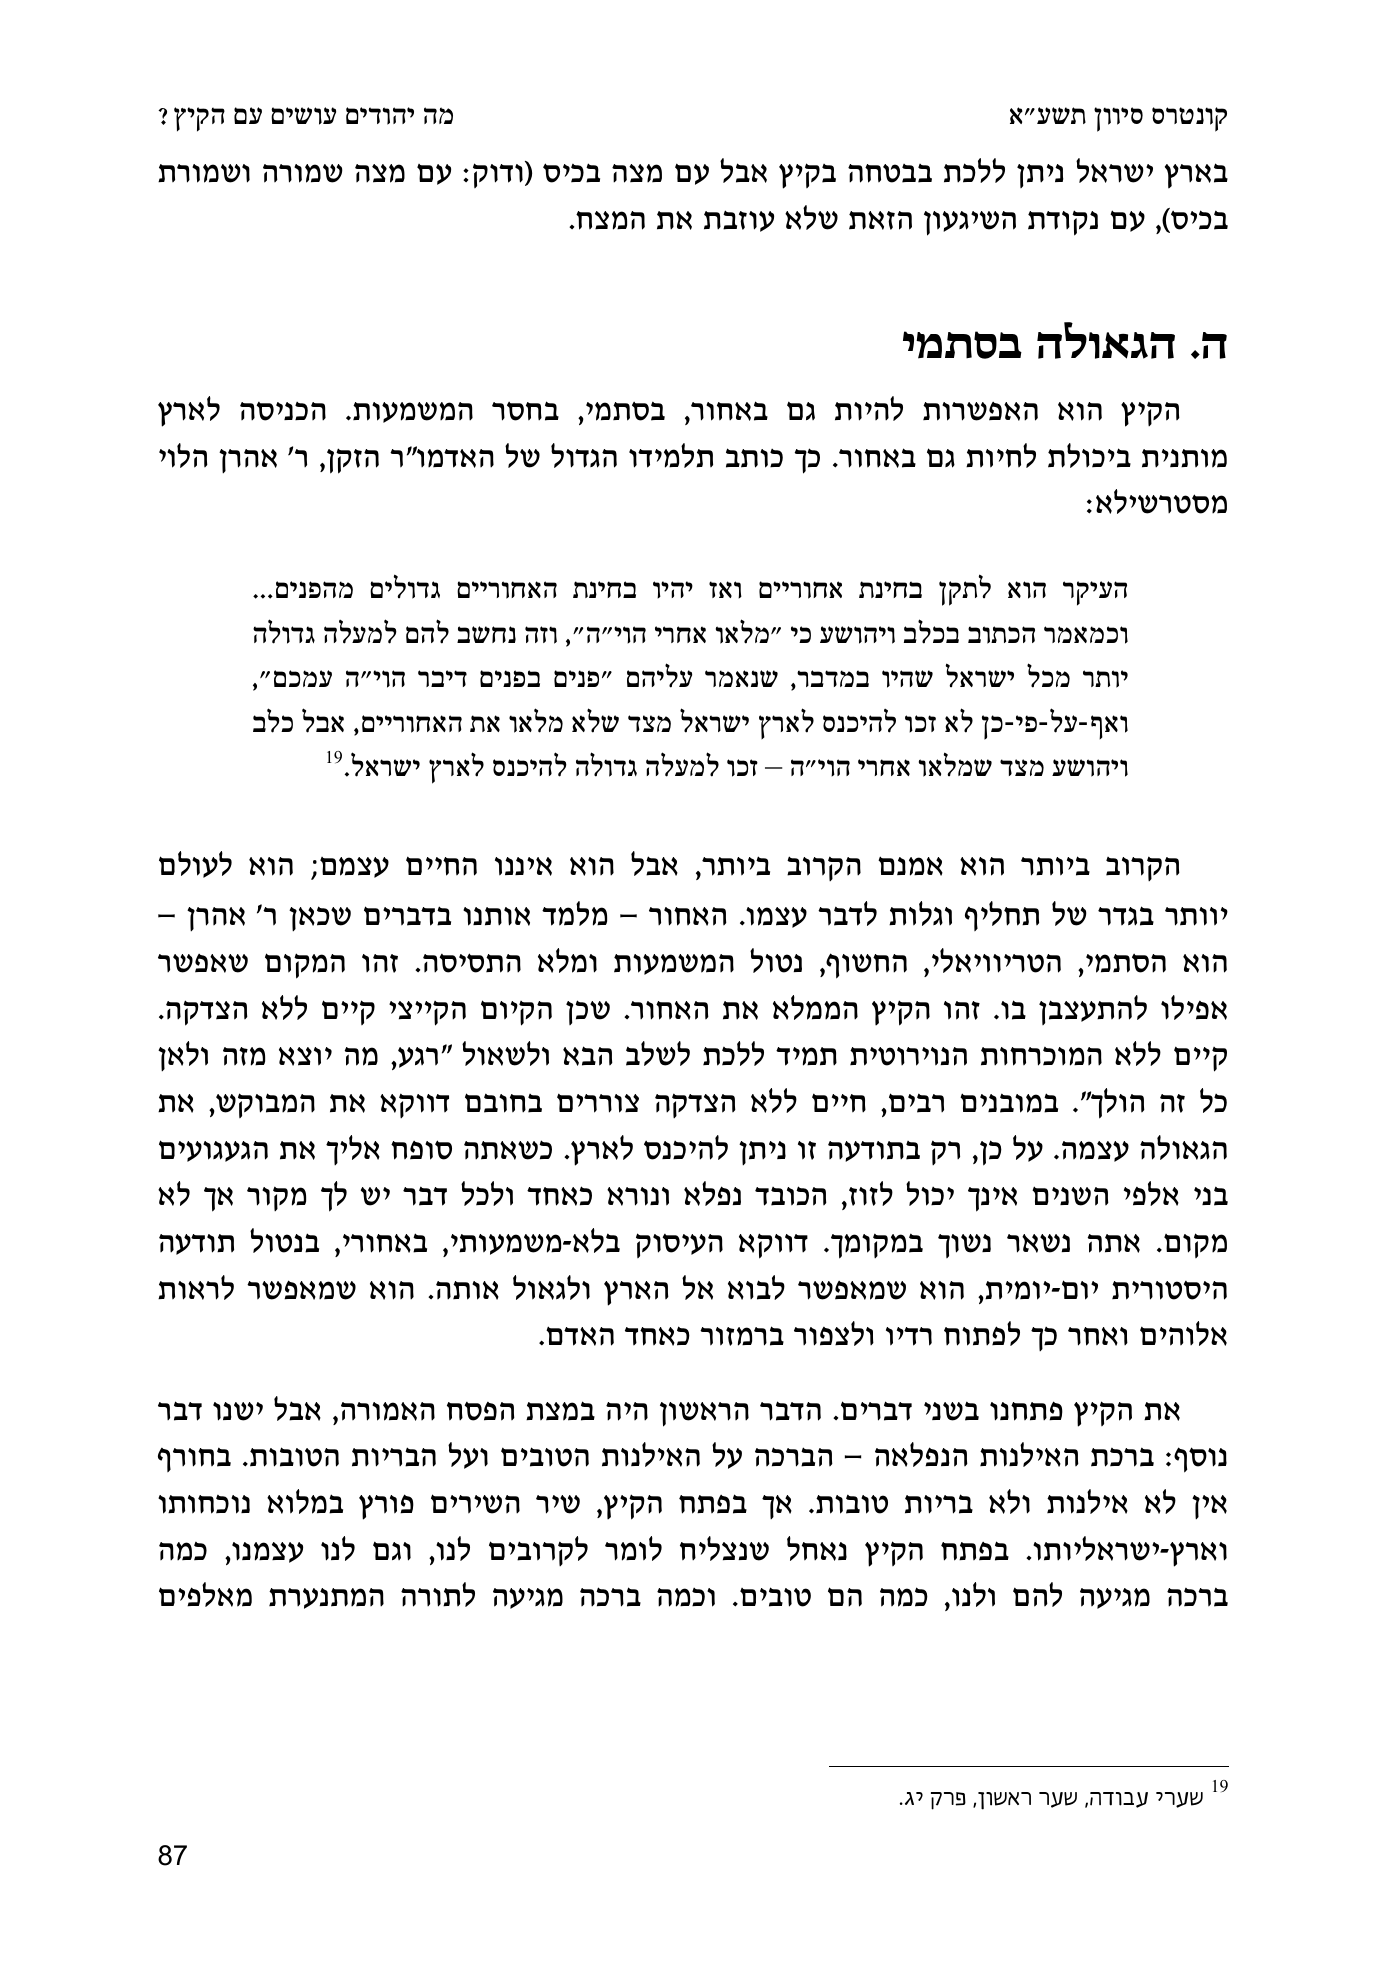 קונטרס סיוון תשע״א מה יהודים עושים עם הקיץ?
בארץ ישראל ניתן ללכת בבטחה בקיץ אבל עם מצה בכיס (ודוק: עם מצה שמורה ושמורת
בכיס), עם נקודת השיגעון הזאת שלא עוזבת את המצח.
ה. הגאולה בסתמי
הקיץ הוא האפשרות להיות גם באחור, בסתמי, בחסר המשמעות. הכניסה לארץ
מותנית ביכולת לחיות גם באחור. כך כותב תלמידו הגדול של האדמו״ר הזקן, ר׳ אהרן הלוי
מסטרשילא:
העיקר הוא לתקן בחינת אחוריים ואז יהיו בחינת האחוריים גדולים מהפנים...
וכמאמר הכתוב בכלב ויהושע כי ״מלאו אחרי הוי״ה״, וזה נחשב להם למעלה גדולה
יותר מכל ישראל שהיו במדבר, שנאמר עליהם ״פנים בפנים דיבר הוי״ה עמכם״,
ואף-על-פי-כן לא זכו להיכנס לארץ ישראל מצד שלא מלאו את האחוריים, אבל כלב
ויהושע מצד שמלאו אחרי הוי״ה – זכו למעלה גדולה להיכנס לארץ ישראל.19
הקרוב ביותר הוא אמנם הקרוב ביותר, אבל הוא איננו החיים עצמם; הוא לעולם
יוותר בגדר של תחליף וגלות לדבר עצמו. האחור – מלמד אותנו בדברים שכאן ר׳ אהרן –
הוא הסתמי, הטריוויאלי, החשוף, נטול המשמעות ומלא התסיסה. זהו המקום שאפשר
אפילו להתעצבן בו. זהו הקיץ הממלא את האחור. שכן הקיום הקייצי קיים ללא הצדקה.
קיים ללא המוכרחות הנוירוטית תמיד ללכת לשלב הבא ולשאול ״רגע, מה יוצא מזה ולאן
כל זה הולך״. במובנים רבים, חיים ללא הצדקה צוררים בחובם דווקא את המבוקש, את
הגאולה עצמה. על כן, רק בתודעה זו ניתן להיכנס לארץ. כשאתה סופח אליך את הגעגועים
בני אלפי השנים אינך יכול לזוז, הכובד נפלא ונורא כאחד ולכל דבר יש לך מקור אך לא
מקום. אתה נשאר נשוך במקומך. דווקא העיסוק בלא-משמעותי, באחורי, בנטול תודעה
היסטורית יום-יומית, הוא שמאפשר לבוא אל הארץ ולגאול אותה. הוא שמאפשר לראות
אלוהים ואחר כך לפתוח רדיו ולצפור ברמזור כאחד האדם.
את הקיץ פתחנו בשני דברים. הדבר הראשון היה במצת הפסח האמורה, אבל ישנו דבר
נוסף: ברכת האילנות הנפלאה – הברכה על האילנות הטובים ועל הבריות הטובות. בחורף
אין לא אילנות ולא בריות טובות. אך בפתח הקיץ, שיר השירים פורץ במלוא נוכחותו
וארץ-ישראליותו. בפתח הקיץ נאחל שנצליח לומר לקרובים לנו, וגם לנו עצמנו, כמה
ברכה מגיעה להם ולנו, כמה הם טובים. וכמה ברכה מגיעה לתורה המתנערת מאלפים
19 שערי עבודה, שער ראשון, פרק יג.
87